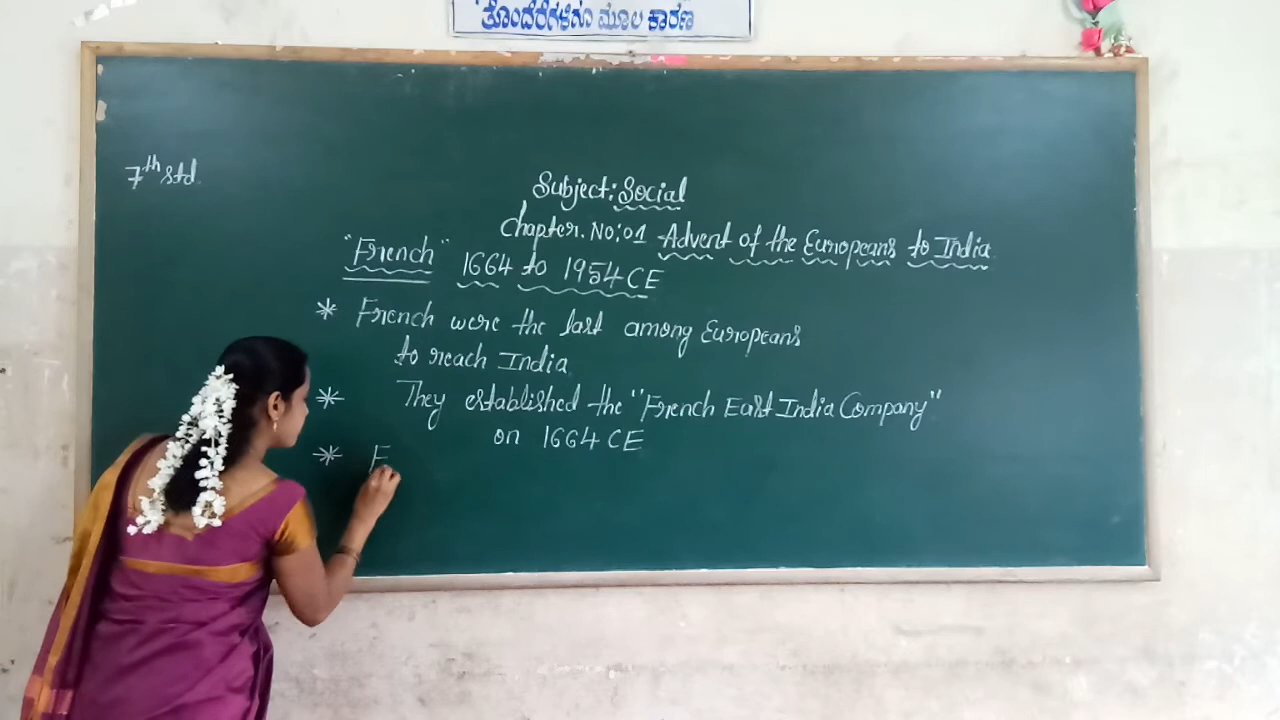 ತೊಂದರೆಗಳಿಗೂ ಮೂಲ ಕಾರಣ
7th std.
Subject: Social
Chapter. No: 01 Advent of the Europeans to India
"French" 1664 to 1954 CE
* French were the last among Europeans
to reach India.
* They established the "French East India Company"
on 1664 CE
* F